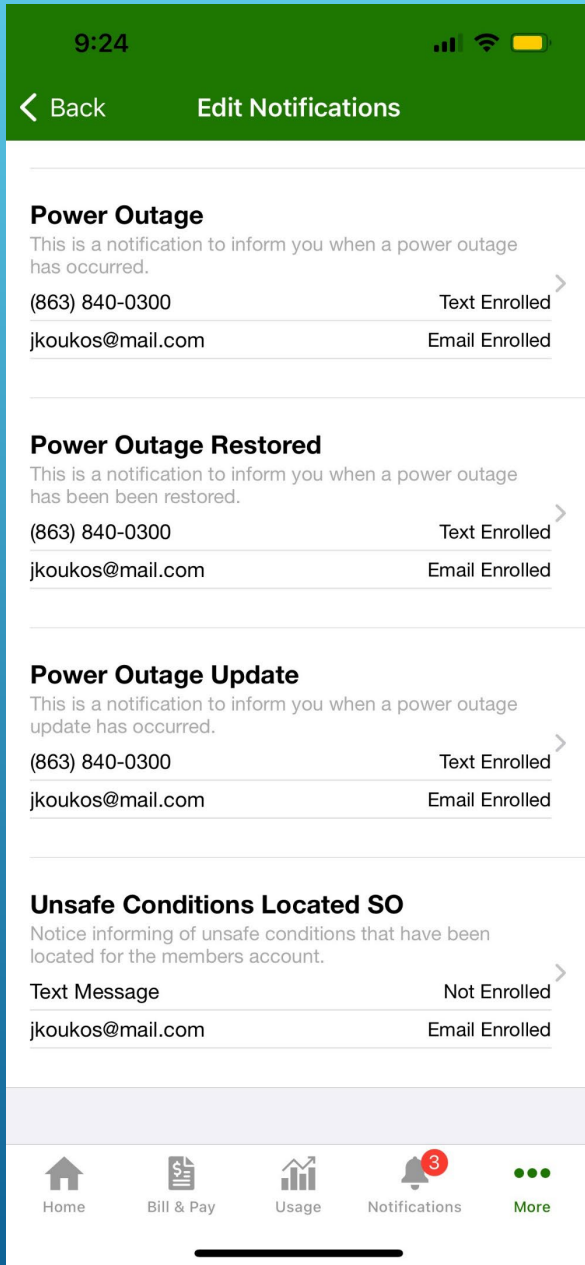 9:24
Back Edit Notifications
Power Outage
This is a notification to inform you when a power outage
has occurred.
(863) 840-0300 Text Enrolled
jkoukos@mail.com Email Enrolled
Power Outage Restored
This is a notification to inform you when a power outage
has been been restored.
(863) 840-0300 Text Enrolled
jkoukos@mail.com Email Enrolled
Power Outage Update
This is a notification to inform you when a power outage
update has occurred.
(863) 840-0300 Text Enrolled
jkoukos@mail.com Email Enrolled
Unsafe Conditions Located SO
Notice informing of unsafe conditions that have been
located for the members account.
Text Message Not Enrolled
jkoukos@mail.com Email Enrolled
3
Home Bill & Pay Usage Notifications More